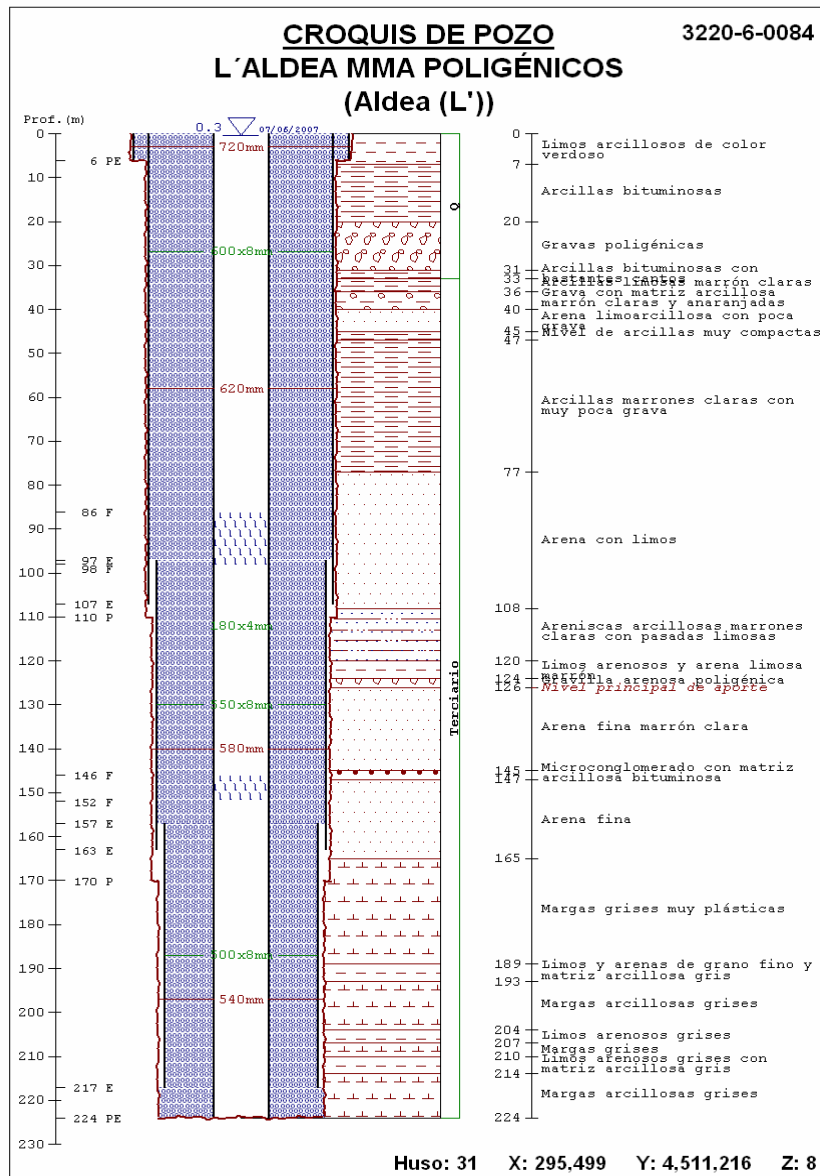 CROQUIS DE POZO
3220-6-0084
L´ALDEA MMA POLIGÉNICOS
(Aldea (L'))
Prof.(m)
0.3
07/06/2007
0
10
20
30
40
50
60
70
80
90
100
110
120
130
140
150
160
170
180
190
200
210
220
230
6 PE
86 F
97 E
98 F
107 E
110 P
146 F
152 F
157 E
163 E
170 P
217 E
224 PE
720mm
600x8mm
620mm
180x4mm
550x8mm
580mm
500x8mm
540mm
Q
Terciario
0
Limos arcillosos de color
verdoso
7
Arcillas bituminosas
20
Gravas poligénicas
31
Arcillas bituminosas con
bastantes cantos
33
Arcillas limosas marrón claras
36
Grava con matriz arcillosa
marrón claras y anaranjadas
40
Arena limoarcillosa con poca
grava
45
Nivel de arcillas muy compactas
47
Arcillas marrones claras con
muy poca grava
77
Arena con limos
108
Areniscas arcillosas marrones
claras con pasadas limosas
120
Limos arenosos y arena limosa
marrón
124
Gravilla arenosa poligénica
126
Nivel principal de aporte
Arena fina marrón clara
145
Microconglomerado con matriz
147
arcillosa bituminosa
Arena fina
165
Margas grises muy plásticas
189
Limos y arenas de grano fino y
matriz arcillosa gris
193
Margas arcillosas grises
204
Limos arenosos grises
207
Margas grises
210
Limos arenosos grises con
matriz arcillosa gris
214
Margas arcillosas grises
224
Huso: 31 X: 295,499 Y: 4,511,216 Z: 8